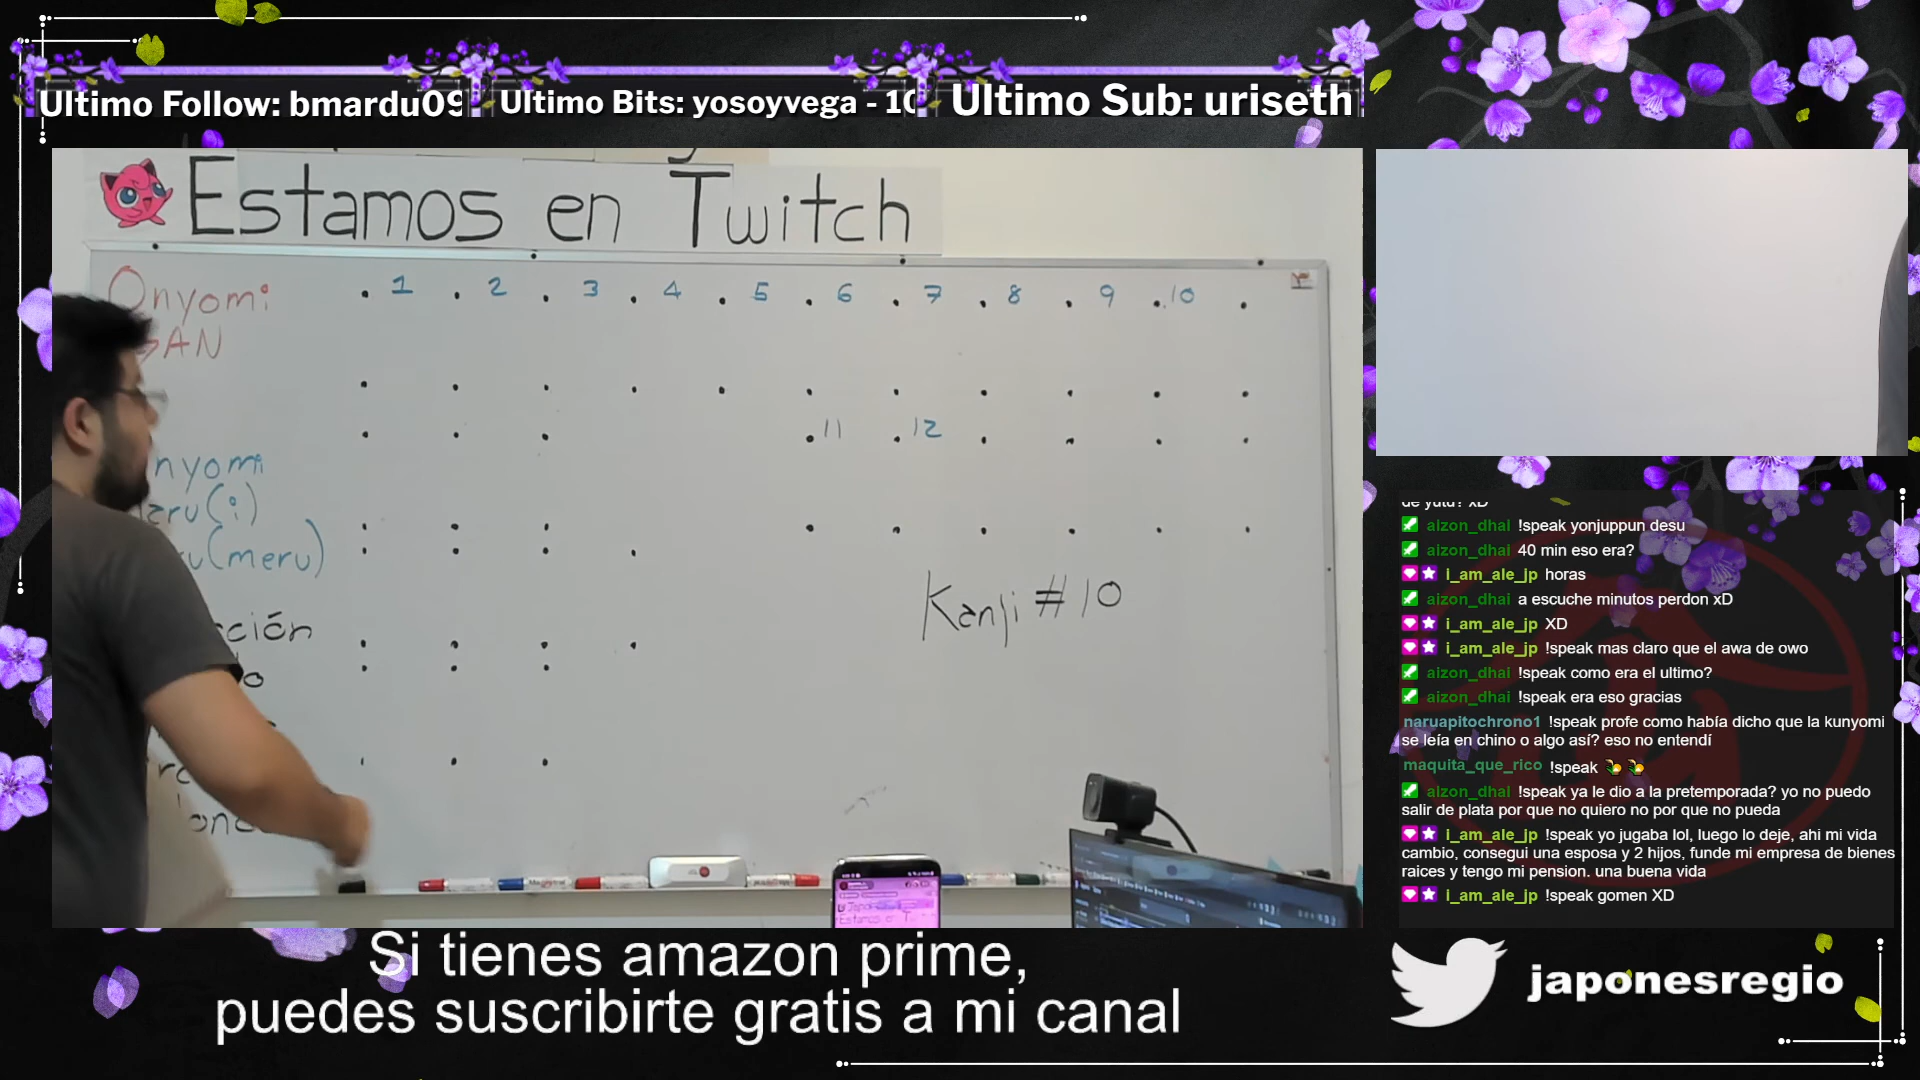 Ultimo Follow: bmardu09
Ultimo Bits: yosoyvega - 10
Ultimo Sub: uriseth
Estamos en Twitch
Onyomi
1 2 3 4 5 6 7 8 9 10
11 12
nyomi
aru(i)
u(meru)
Kanji #10
cción
o
de yutu? XD
aizon_dhai !speak yonjuppun desu
aizon_dhai 40 min eso era?
i_am_ale_jp horas
aizon_dhai a escuche minutos perdon xD
i_am_ale_jp XD
i_am_ale_jp !speak mas claro que el awa de owo
aizon_dhai !speak como era el ultimo?
aizon_dhai !speak era eso gracias
naruapitochrono1 !speak profe como había dicho que la kunyomi
se leía en chino o algo así? eso no entendí
maquita_que_rico !speak
aizon_dhai !speak ya le dio a la pretemporada? yo no puedo
salir de plata por que no quiero no por que no pueda
i_am_ale_jp !speak yo jugaba lol, luego lo deje, ahi mi vida
cambio, consegui una esposa y 2 hijos, funde mi empresa de bienes
raices y tengo mi pension. una buena vida
i_am_ale_jp !speak gomen XD
Si tienes amazon prime,
puedes suscribirte gratis a mi canal
japonesregio